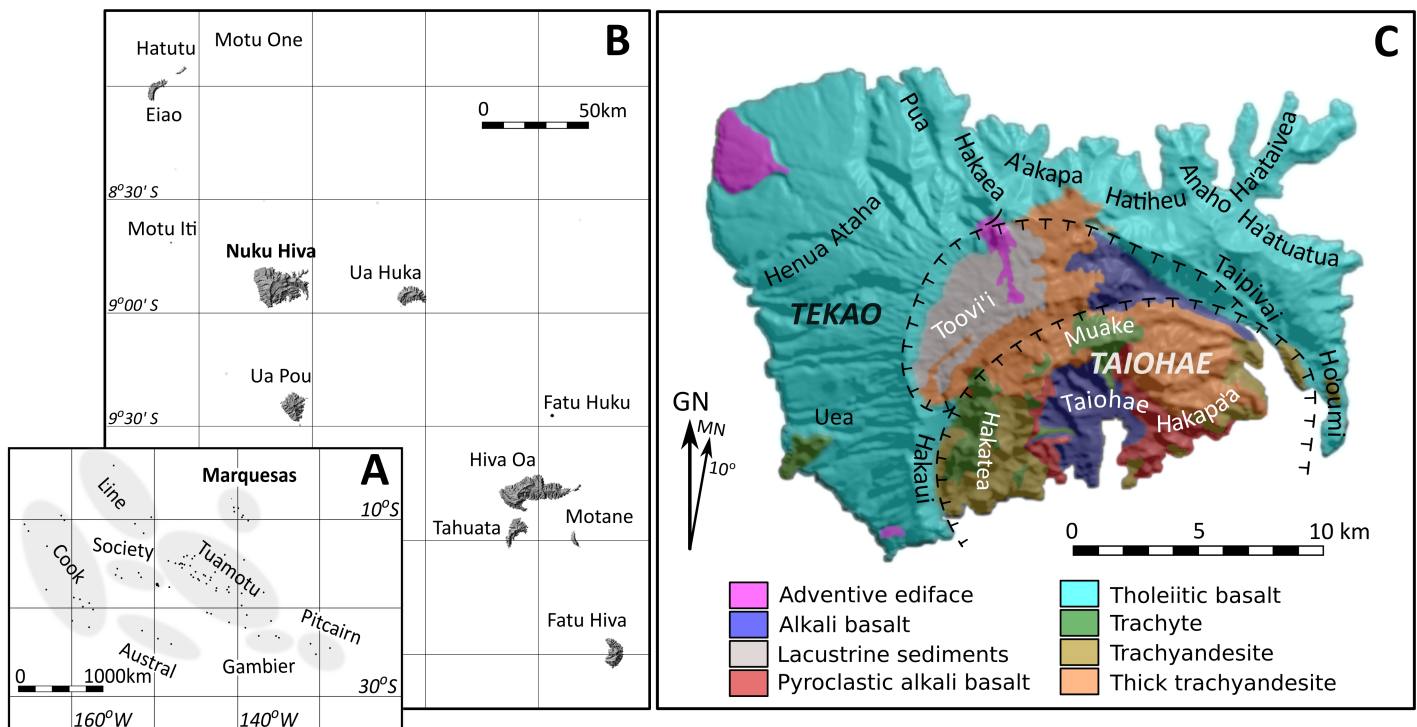 B
Hatutu
Motu One
Eiao
0 50km
8°30' S
Motu Iti
Nuku Hiva
Ua Huka
9°00' S
Ua Pou
Fatu Huku
9°30' S
Hiva Oa
Tahuata
Motane
Fatu Hiva
A
Line
Marquesas
10°S
Cook
Society
Tuamotu
Pitcairn
Austral
Gambier
0 1000km
30°S
160°W
140°W
C
Pua
Hakaea
A'akapa
Hatiheu
Anaho
Ha'ataivea
Ha'atuatua
Henua Ataha
TEKAO
Toovi'i
Taipivai
Muake
TAIOHAE
Taiohae
Hakapa'a
Ho'oumi
Uea
Hakaui
Hakatea
GN
MN
10°
0 5 10 km
Adventive ediface
Alkali basalt
Lacustrine sediments
Pyroclastic alkali basalt
Tholeiitic basalt
Trachyte
Trachyandesite
Thick trachyandesite